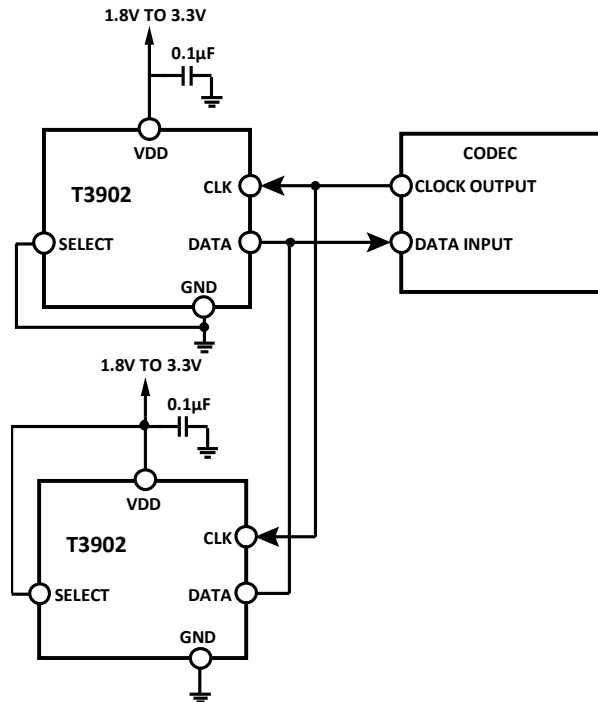 1.8V TO 3.3V
0.1µF
VDD
T3902
CLK
SELECT
DATA
GND
CODEC
CLOCK OUTPUT
DATA INPUT
1.8V TO 3.3V
0.1µF
VDD
T3902
CLK
SELECT
DATA
GND